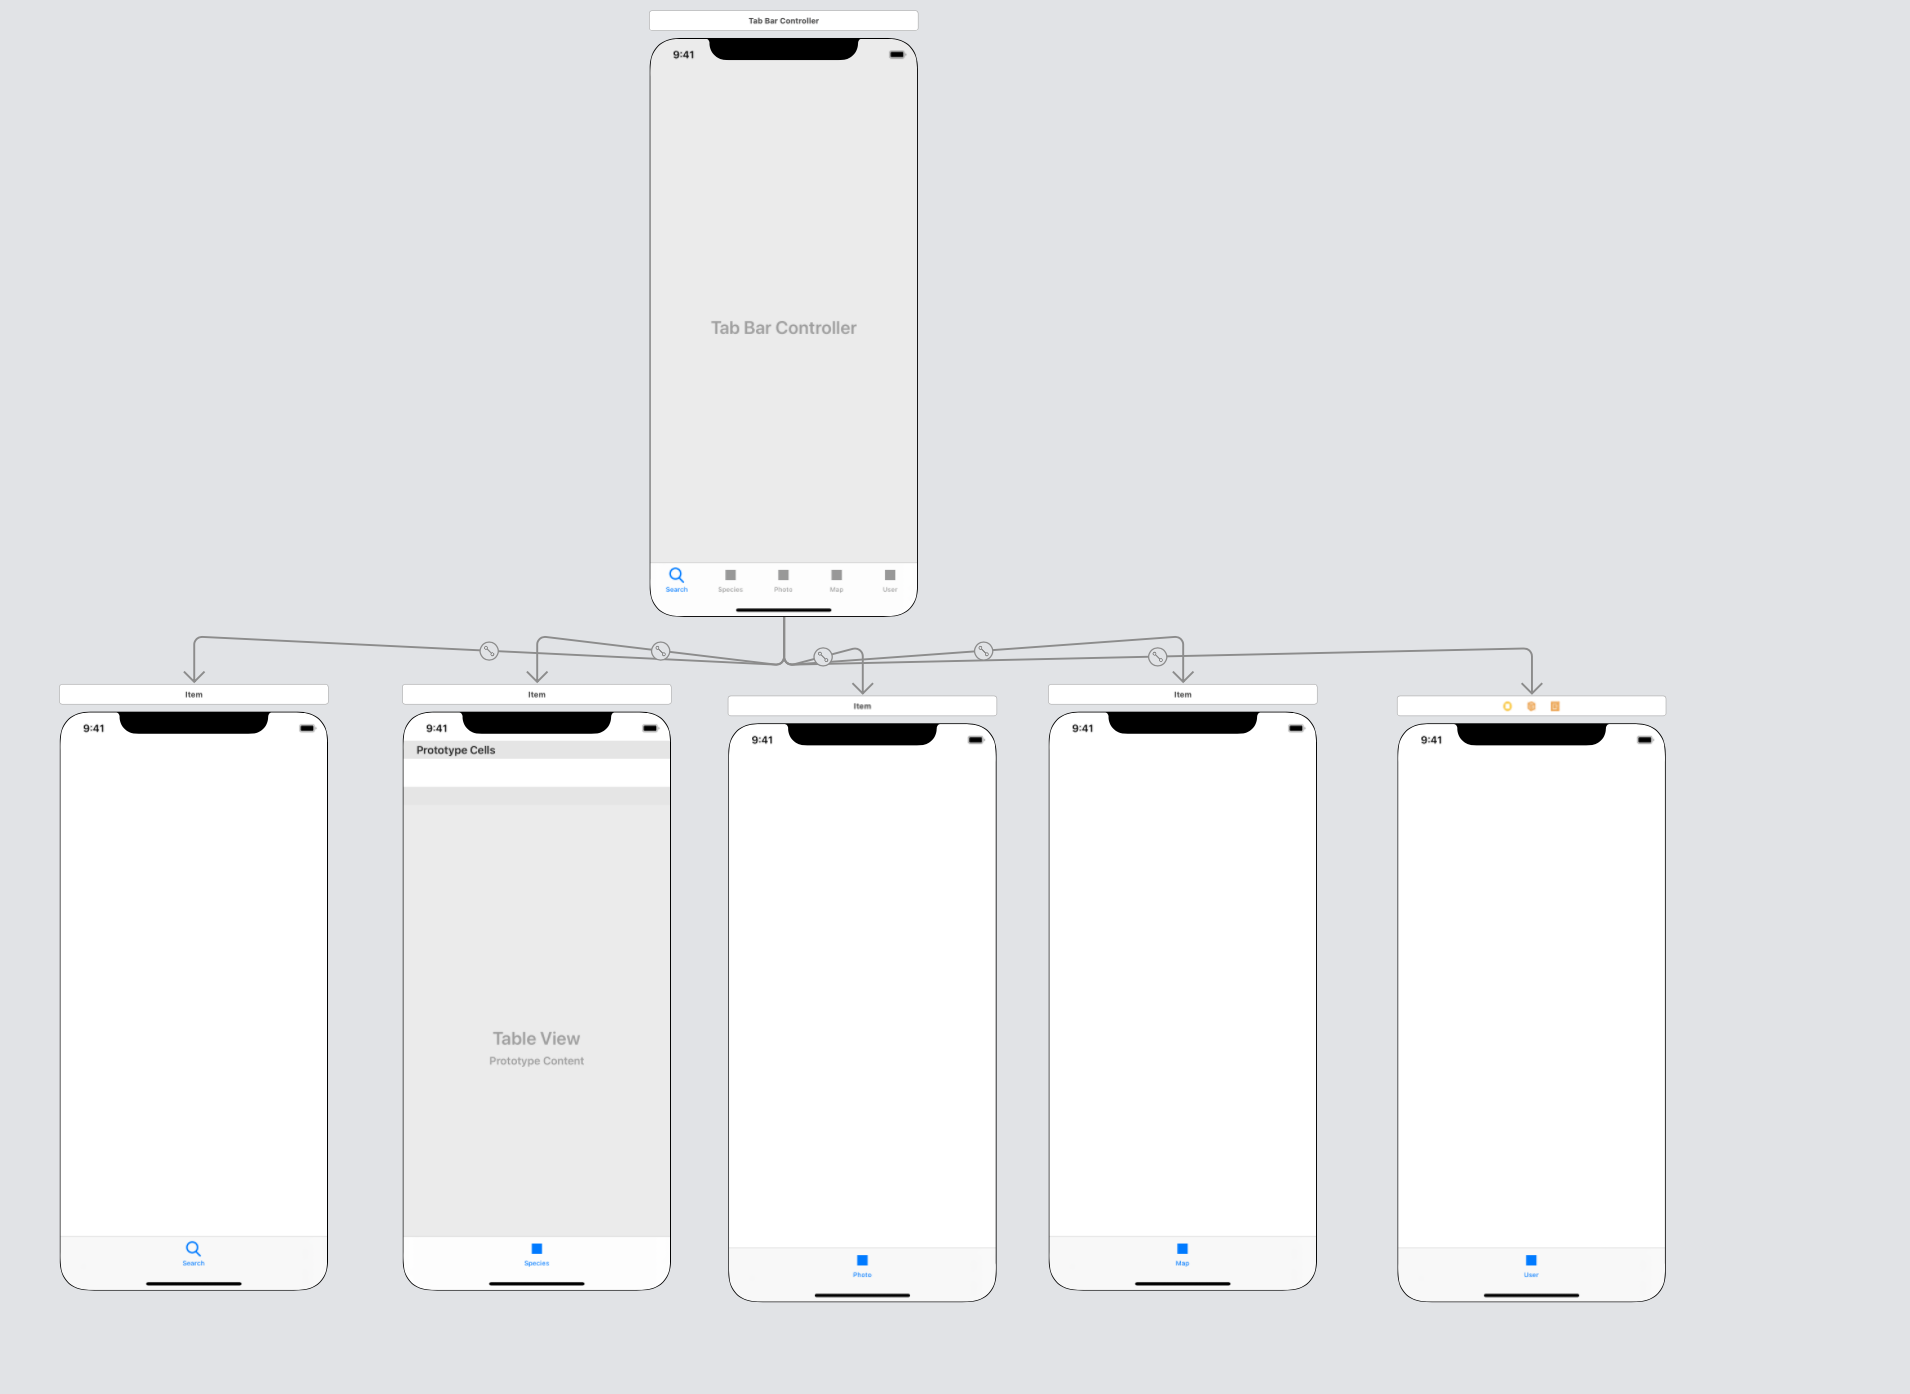 Tab Bar Controller
9:41
Tab Bar Controller
Search Species Photo Map User
Item
9:41
Search
Item
9:41
Prototype Cells
Table View
Prototype Content
Species
Item
9:41
Photo
Item
9:41
Map
9:41
User